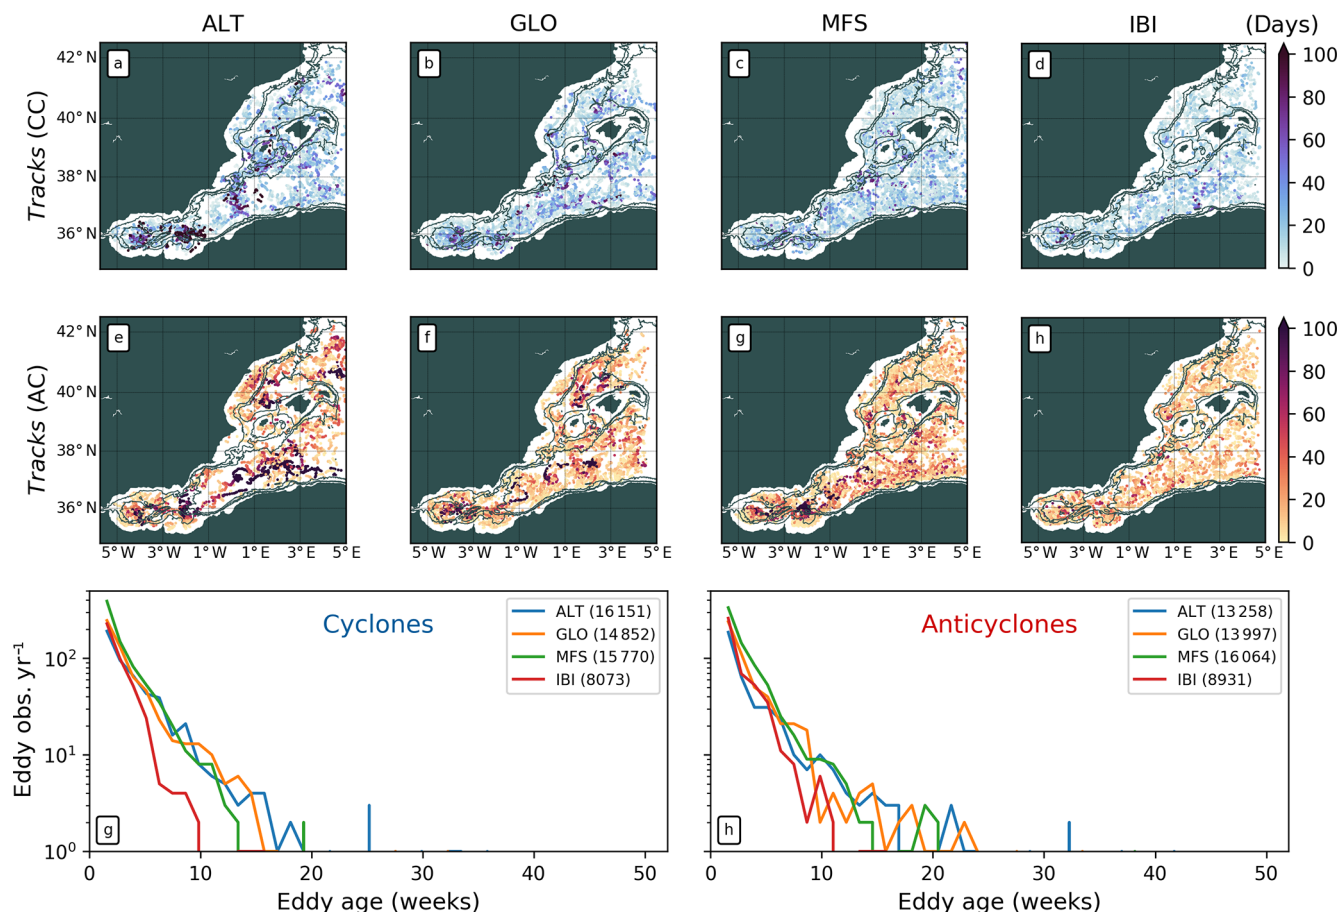 ALT GLO MFS IBI (Days)
a b c d
42° N
40° N
38° N
36° N
Tracks (CC)
100
80
60
40
20
0
e f g h
42° N
40° N
38° N
36° N
Tracks (AC)
5° W 3° W 1° W 1° E 3° E 5° E
5° W 3° W 1° W 1° E 3° E 5° E
5° W 3° W 1° W 1° E 3° E 5° E
5° W 3° W 1° W 1° E 3° E 5° E
100
80
60
40
20
0
Cyclones
ALT (16 151)
GLO (14 852)
MFS (15 770)
IBI (8073)
Eddy obs. yr⁻¹
10²
10¹
10⁰
g
0 10 20 30 40 50
Eddy age (weeks)
Anticyclones
ALT (13 258)
GLO (13 997)
MFS (16 064)
IBI (8931)
h
0 10 20 30 40 50
Eddy age (weeks)